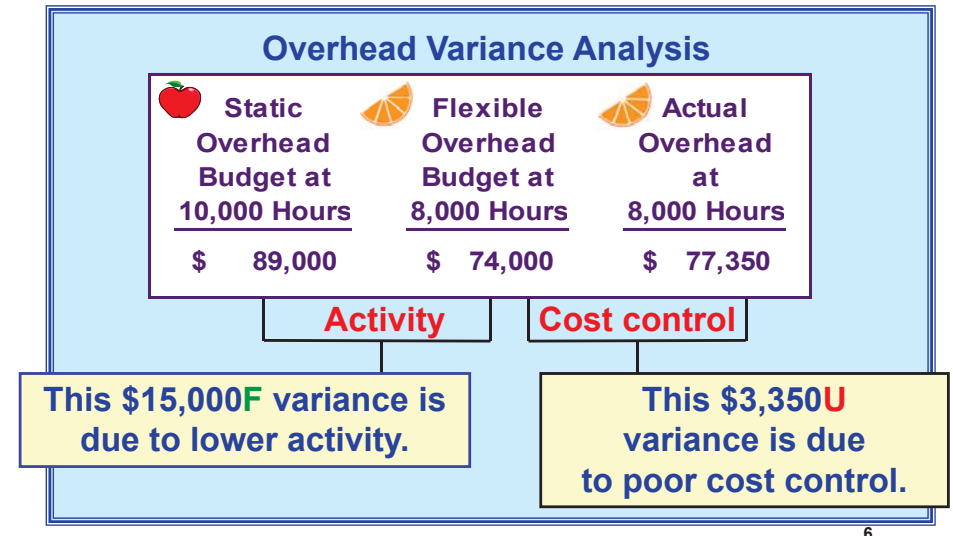 Overhead Variance Analysis
Static
Overhead
Budget at
10,000 Hours
$ 89,000
Flexible
Overhead
Budget at
8,000 Hours
$ 74,000
Actual
Overhead
at
8,000 Hours
$ 77,350
Activity
Cost control
This $15,000F variance is
due to lower activity.
This $3,350U
variance is due
to poor cost control.
6